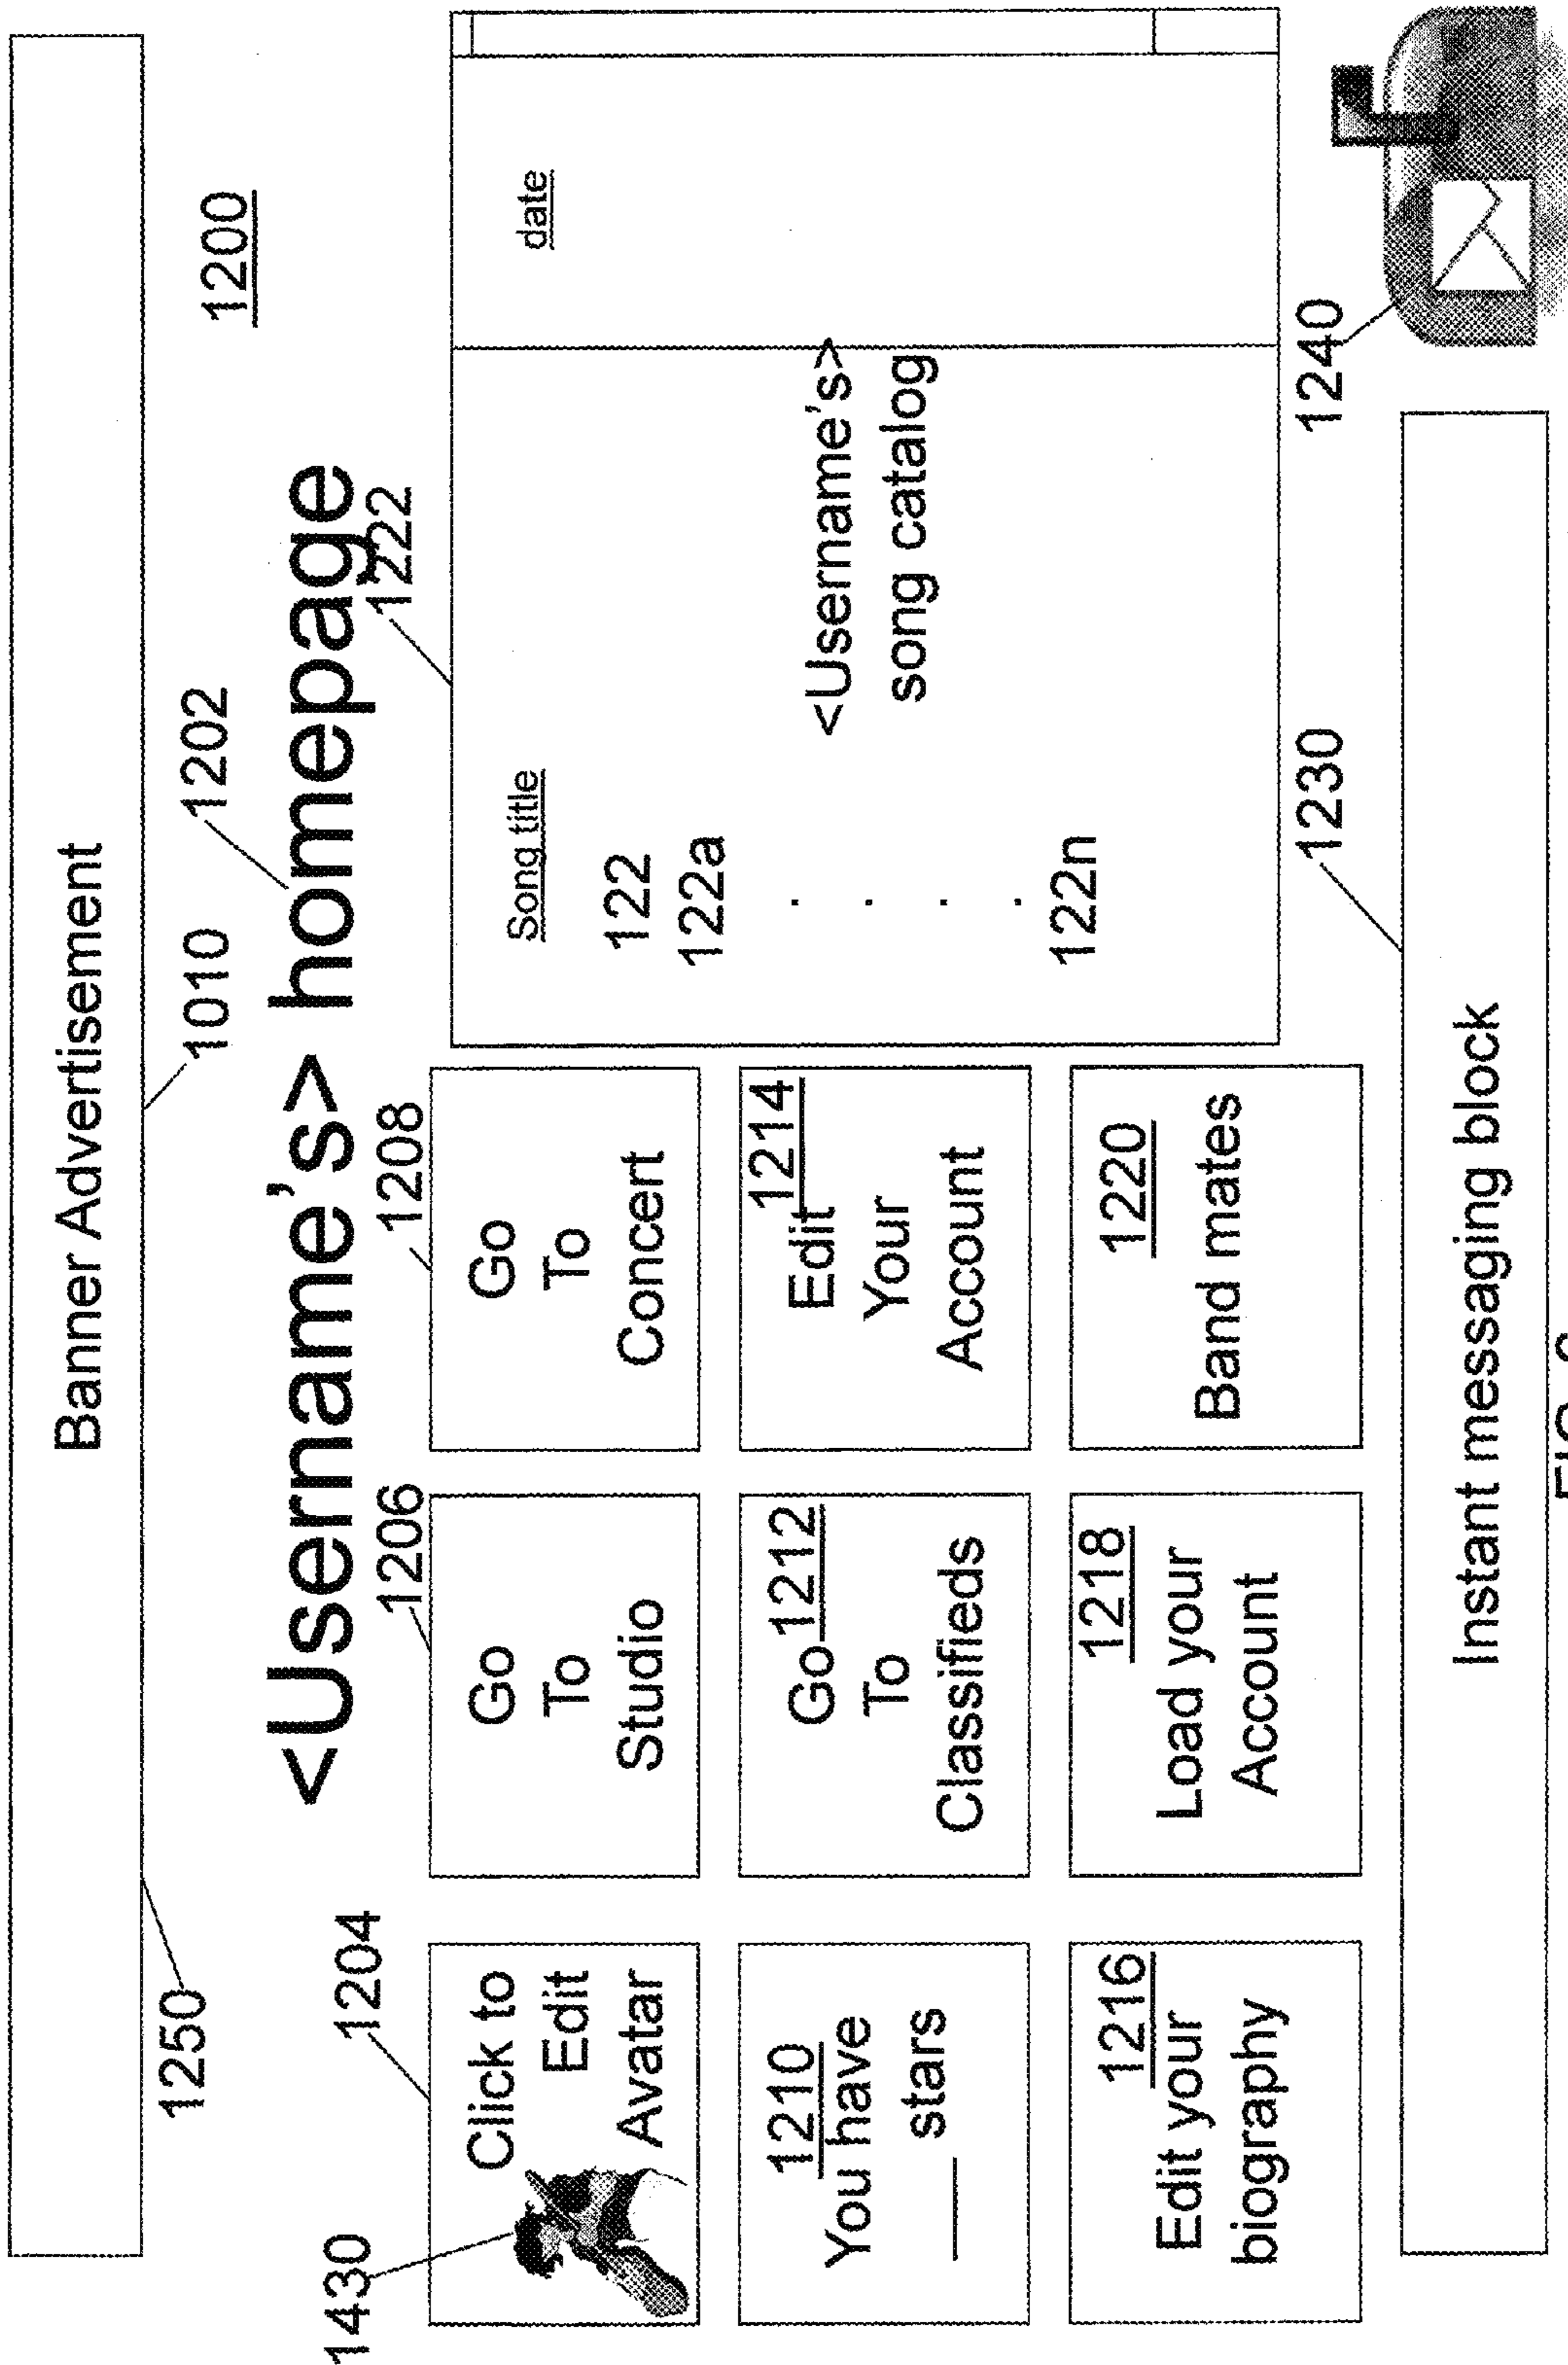 Banner Advertisement
1250
1010
1202
1200
<Username's> homepage
1430
1204
1206
1208
1222
Click to
Edit
Avatar
Go
To
Studio
Go
To
Concert
1210
You have
___ stars
Go 1212
To
Classifieds
1214
Edit
Your
Account
1216
Edit your
biography
1218
Load your
Account
1220
Band mates
Song title
date
122
122a
.
.
.
.
122n
<Username's>
song catalog
1230
1240
Instant messaging block
FIG.